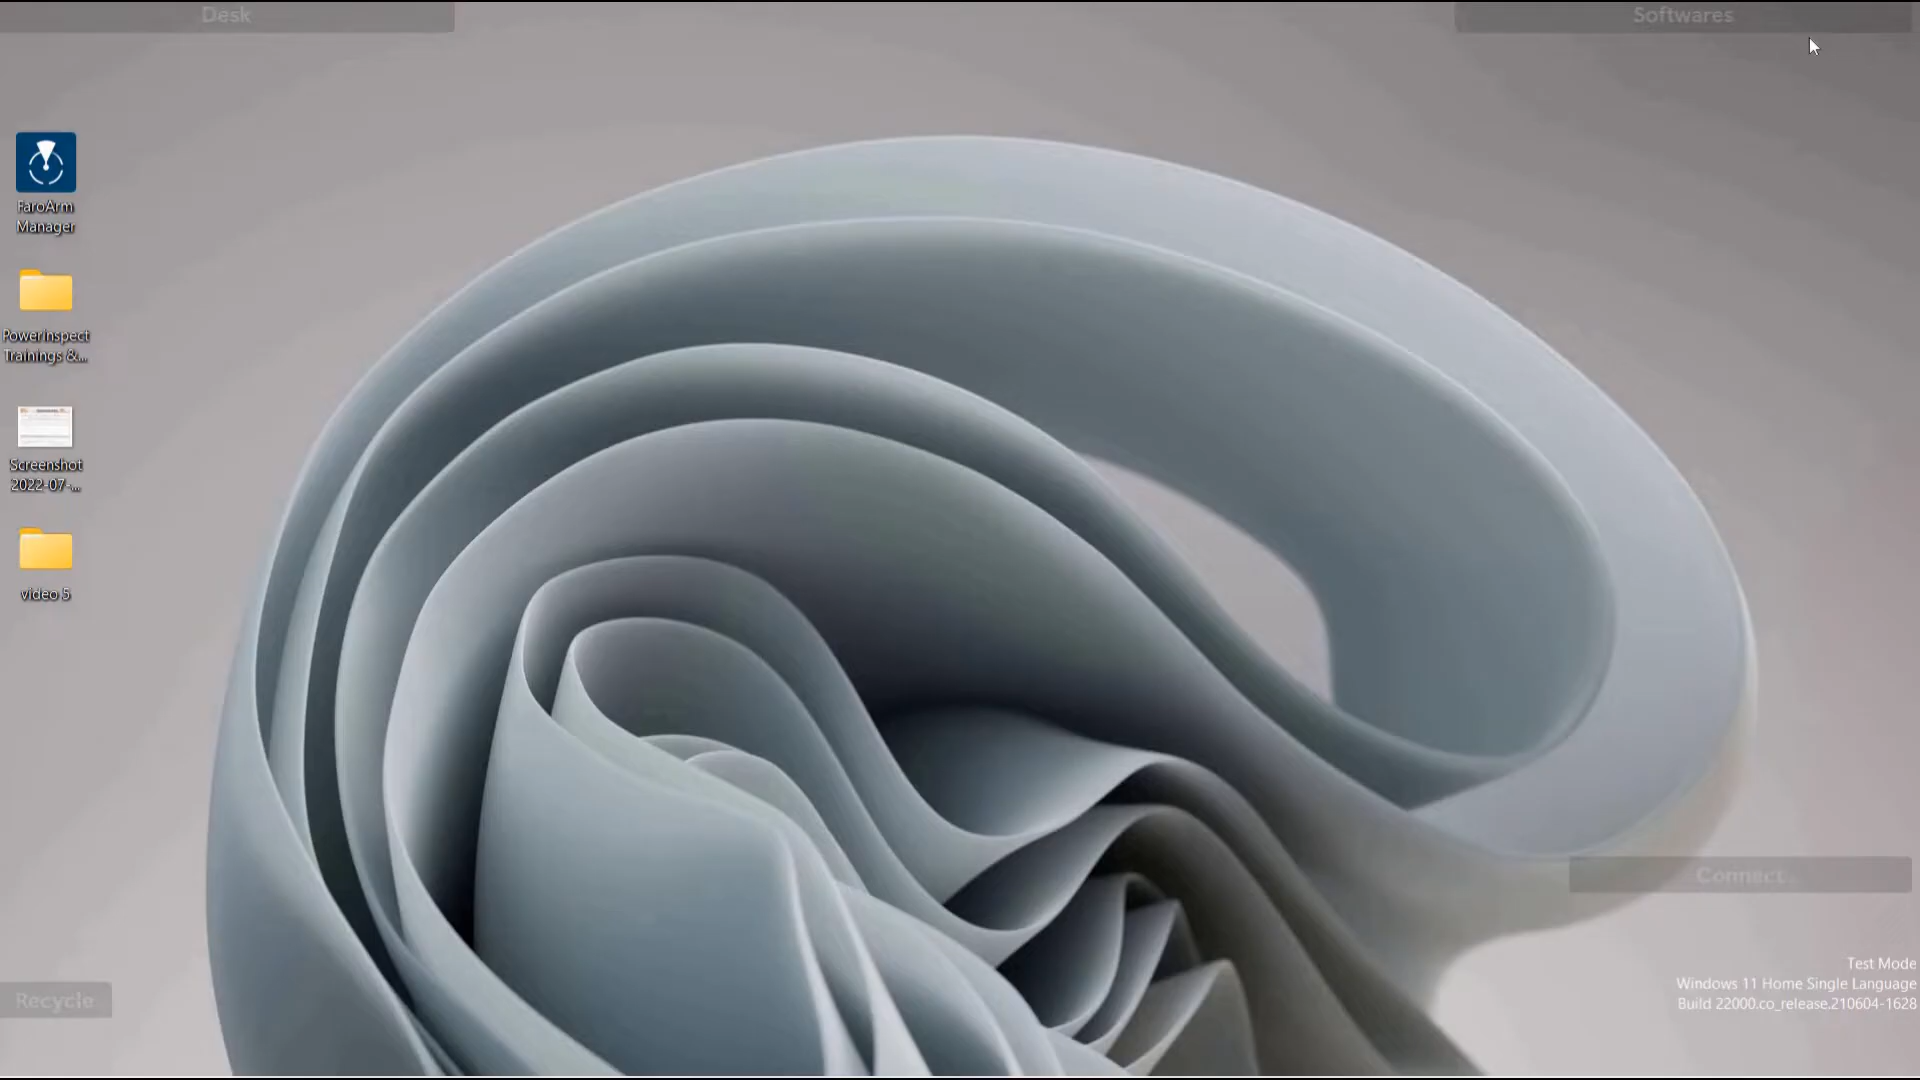 Desk
Softwares
FaroArm
Manager
PowerInspect
Trainings &...
Screenshot
2022-07-...
video 5
Connect..
Test Mode
Windows 11 Home Single Language
Build 22000.co_release.210604-1628
Recycle..